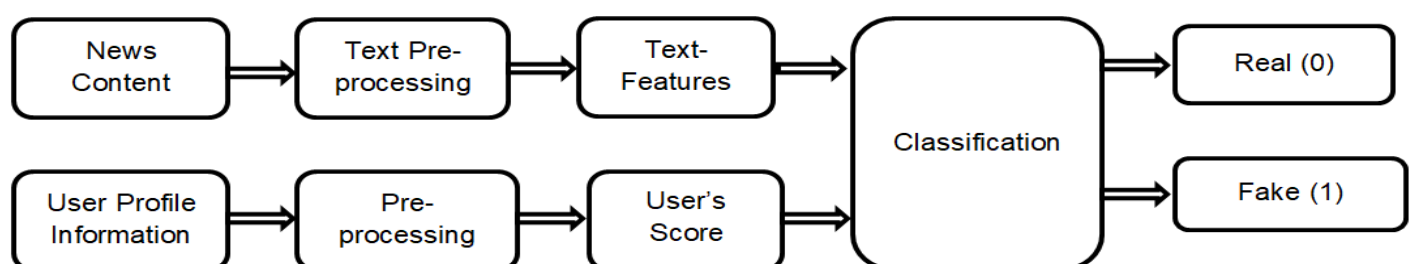 News
Content
Text Pre-
processing
Text-
Features
Classification
Real (0)
User Profile
Information
Pre-
processing
User's
Score
Fake (1)